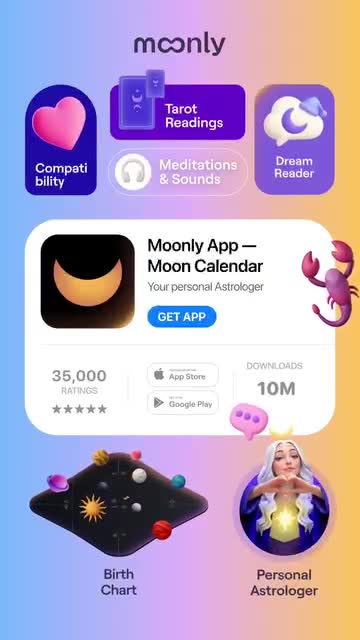 moonly
Tarot
Readings
Compati
bility
Meditations
& Sounds
Dream
Reader
Moonly App —
Moon Calendar
Your personal Astrologer
GET APP
35,000
RATINGS
App Store
Google Play
DOWNLOADS
10M
Birth
Chart
Personal
Astrologer